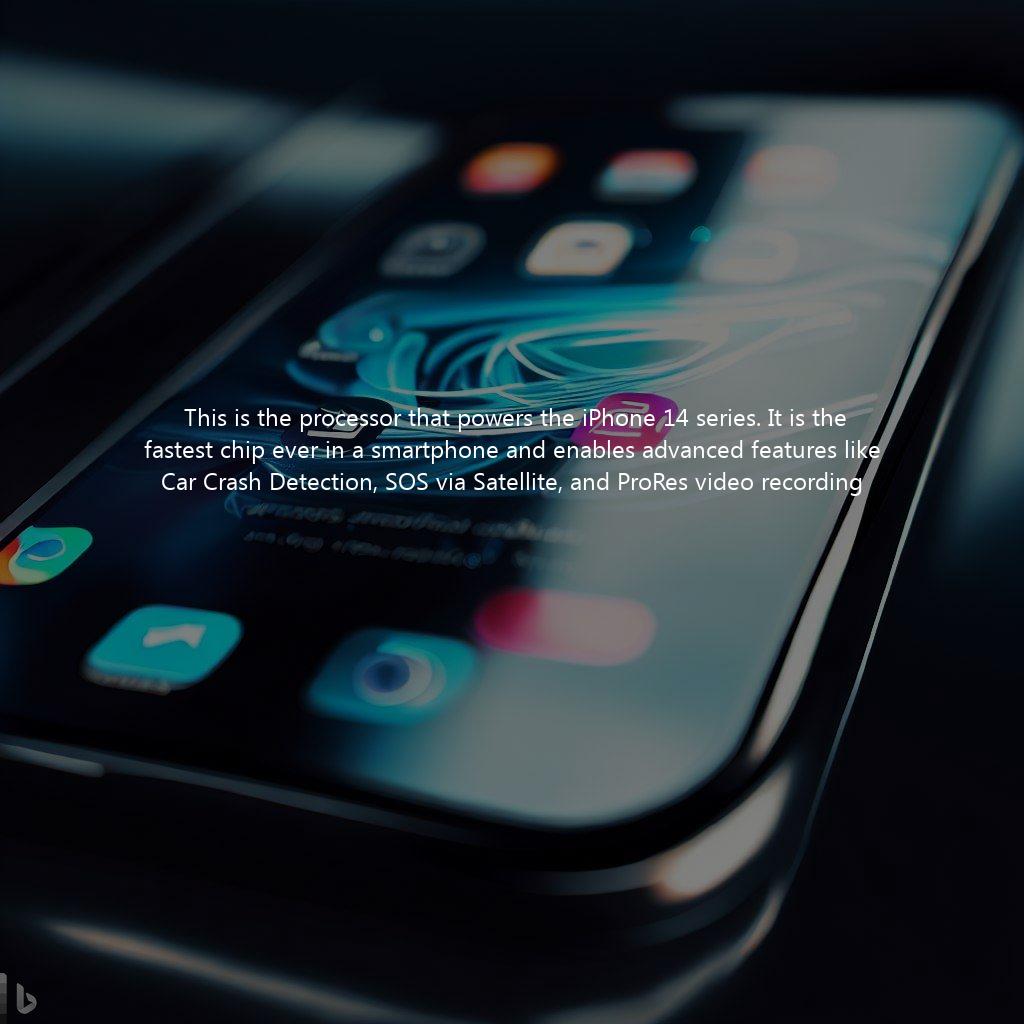 This is the processor that powers the iPhone 14 series. It is the
fastest chip ever in a smartphone and enables advanced features like
Car Crash Detection, SOS via Satellite, and ProRes video recording